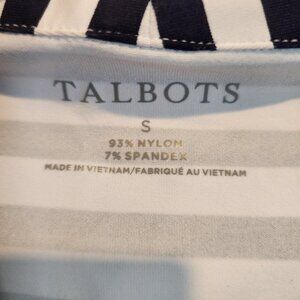 TALBOTS
S
93% NYLON
7% SPANDEX
MADE IN VIETNAM/FABRIQUÉ AU VIETNAM